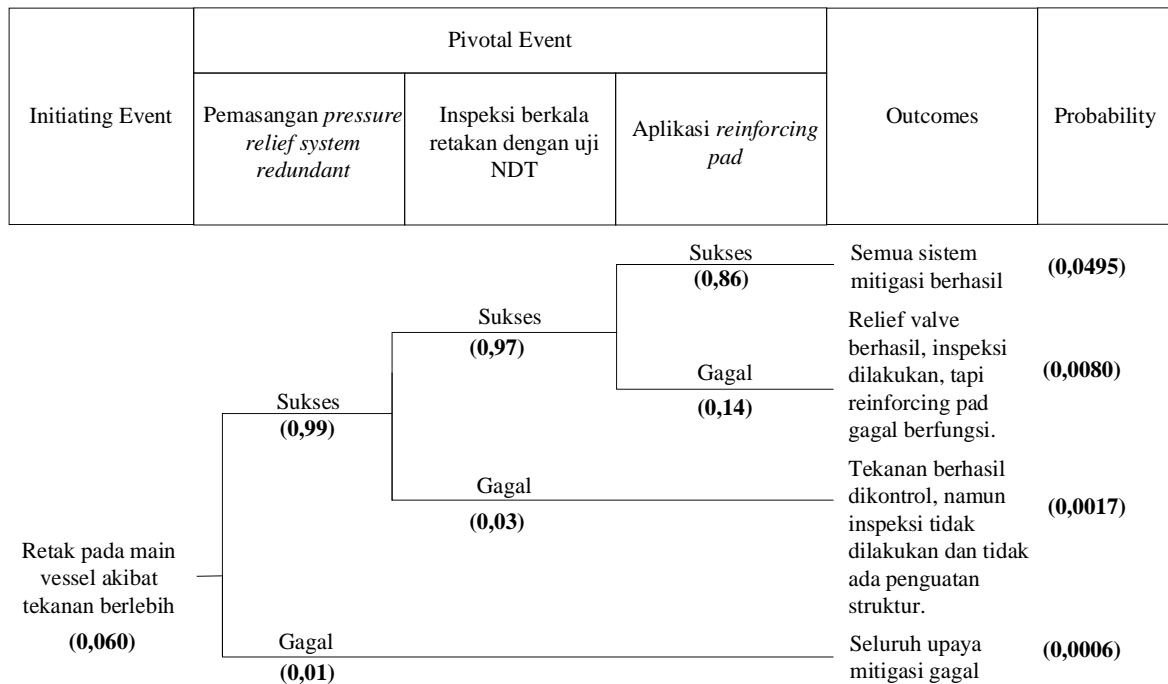 Pivotal Event
Initiating Event
Pemasangan pressure
relief system
redundant
Inspeksi berkala
retakan dengan uji
NDT
Aplikasi reinforcing
pad
Outcomes
Probability
Sukses
(0,86)
Semua sistem
mitigasi berhasil
(0,0495)
Sukses
(0,97)
Gagal
(0,14)
Relief valve
berhasil, inspeksi
dilakukan, tapi
reinforcing pad
gagal berfungsi.
(0,0080)
Sukses
(0,99)
Gagal
(0,03)
Tekanan berhasil
dikontrol, namun
inspeksi tidak
dilakukan dan tidak
ada penguatan
struktur.
(0,0017)
Retak pada main
vessel akibat
tekanan berlebih
(0,060)
Gagal
(0,01)
Seluruh upaya
mitigasi gagal
(0,0006)